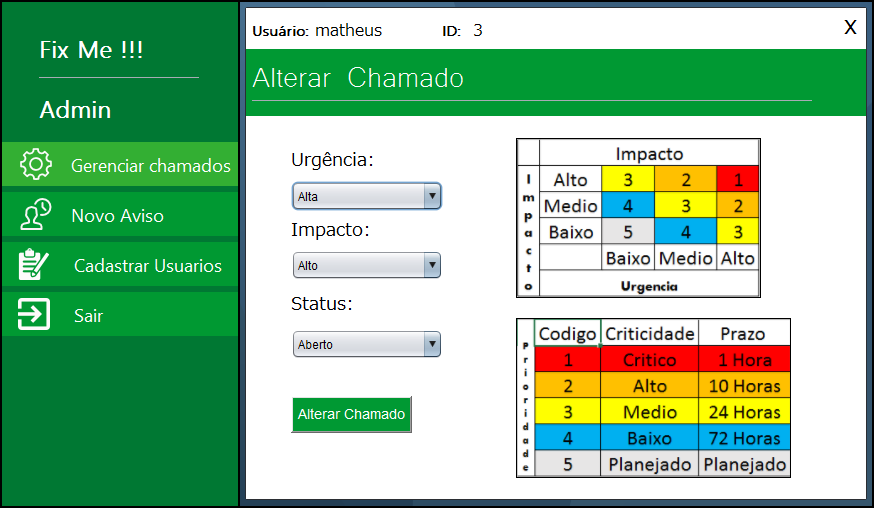 Fix Me !!!
Admin
Gerenciar chamados
Novo Aviso
Cadastrar Usuarios
Sair
Usuário: matheus ID: 3 X
Alterar Chamado
Urgência:
Alta
Impacto:
Alto
Status:
Aberto
Alterar Chamado
Impacto
Impacto
Alto 3 2 1
Medio 4 3 2
Baixo 5 4 3
Baixo Medio Alto
Urgencia
Prioridade
Codigo Criticidade Prazo
1 Critico 1 Hora
2 Alto 10 Horas
3 Medio 24 Horas
4 Baixo 72 Horas
5 Planejado Planejado